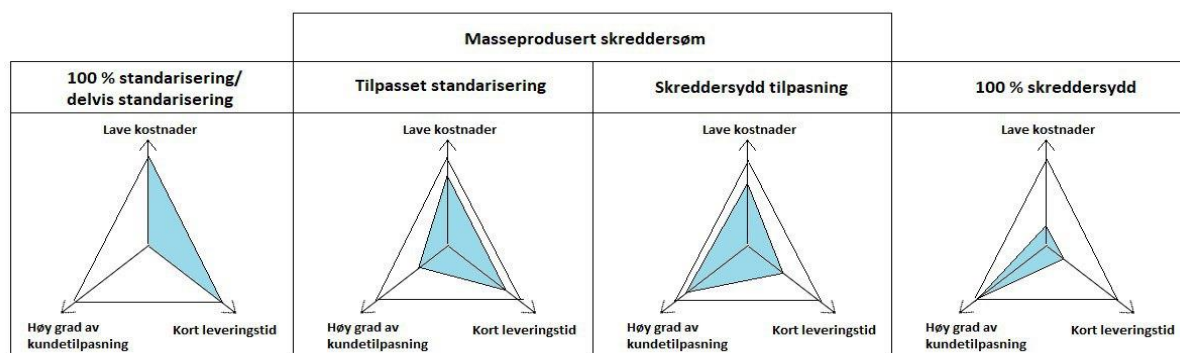 Masseprodusert skreddersøm
100 % standarisering/
delvis standarisering
Tilpasset standarisering
Skreddersydd tilpasning
100 % skreddersydd
Lave kostnader
Høy grad av
kundetilpasning
Kort leveringstid
Lave kostnader
Høy grad av
kundetilpasning
Kort leveringstid
Lave kostnader
Høy grad av
kundetilpasning
Kort leveringstid
Lave kostnader
Høy grad av
kundetilpasning
Kort leveringstid